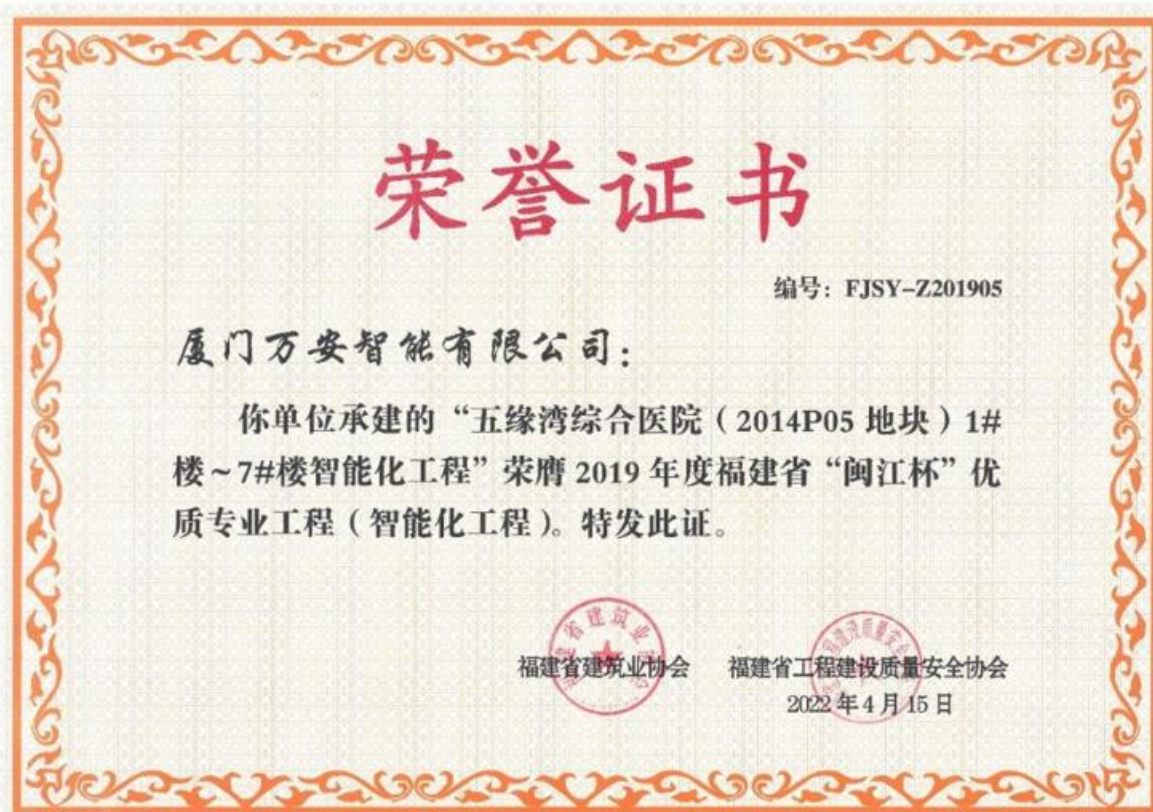 荣誉证书
编号：FJSY-Z201905
厦门万安智能有限公司：
你单位承建的“五缘湾综合医院（2014P05 地块）1#
楼～7#楼智能化工程”荣膺 2019 年度福建省“闽江杯”优
质专业工程（智能化工程）。特发此证。
福建省建筑业协会 福建省工程建设质量安全协会
2022 年 4 月 15 日